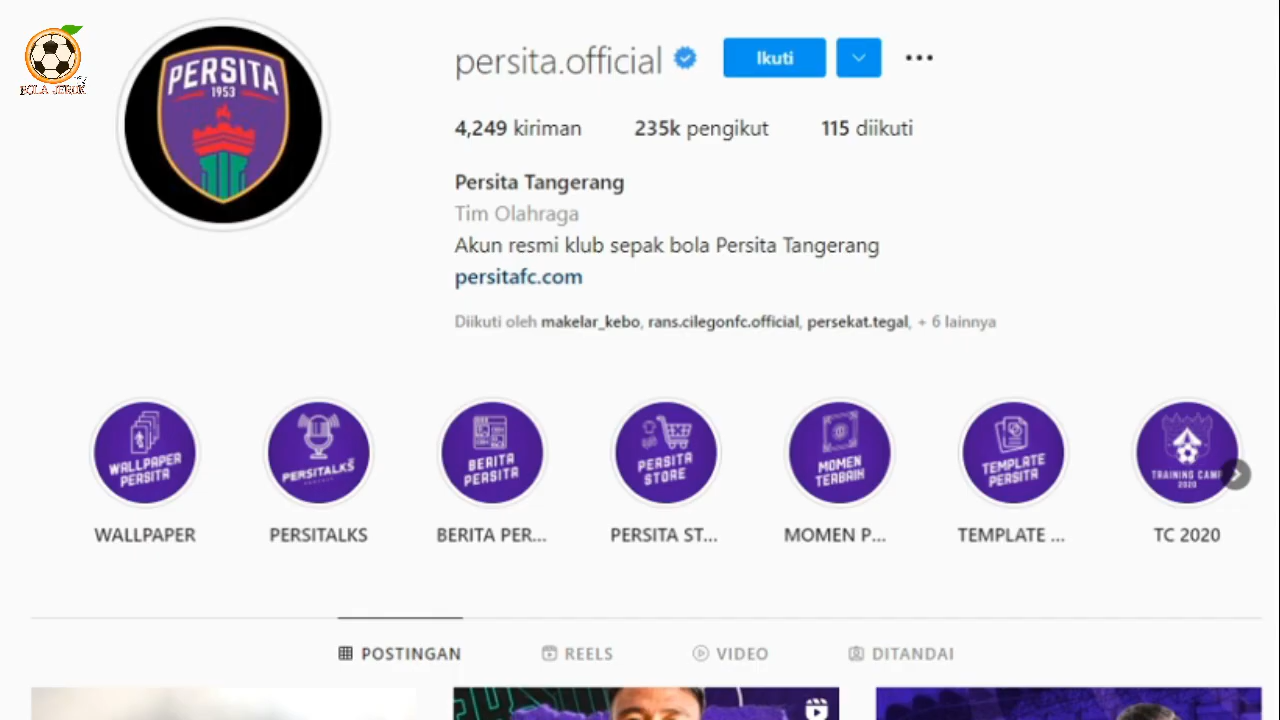 BOLA JERUK
PERSITA
1953
persita.official
Ikuti
4,249 kiriman
235k pengikut
115 diikuti
Persita Tangerang
Tim Olahraga
Akun resmi klub sepak bola Persita Tangerang
persitafc.com
Diikuti oleh makelar_kebo, rans.cilegonfc.official, persekat.tegal, + 6 lainnya
WALLPAPER
PERSITA
PERSITALKS
PODCAST
BERITA
PERSITA
PERSITA
STORE
MOMEN
TERBAIK
TEMPLATE
PERSITA
TRAINING CAMP
2020
WALLPAPER
PERSITALKS
BERITA PER...
PERSITA ST...
MOMEN P...
TEMPLATE ...
TC 2020
POSTINGAN
REELS
VIDEO
DITANDAI